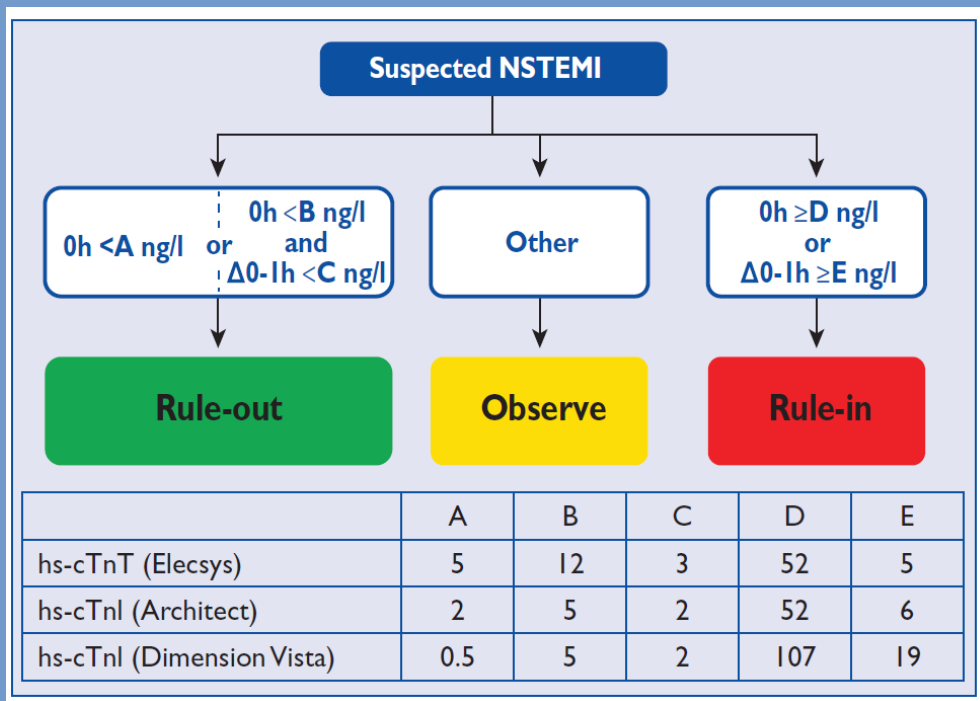 Suspected NSTEMI
0h <A ng/l or 0h <B ng/l
and
Δ0-1h <C ng/l
Other
0h ≥D ng/l
or
Δ0-1h ≥E ng/l
Rule-out
Observe
Rule-in
A B C D E
hs-cTnT (Elecsys) 5 12 3 52 5
hs-cTnI (Architect) 2 5 2 52 6
hs-cTnI (Dimension Vista) 0.5 5 2 107 19